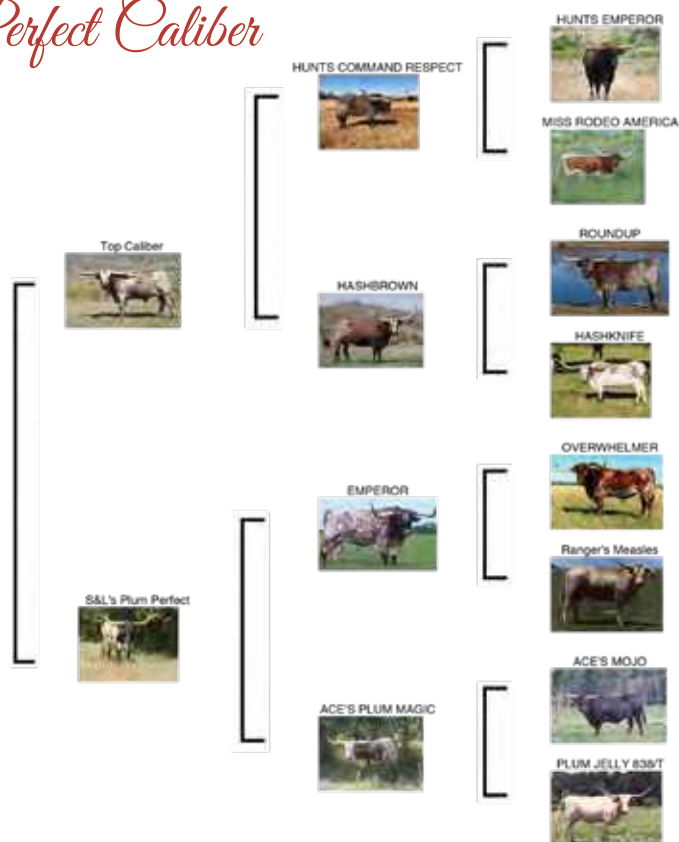 Perfect Caliber
HUNTS EMPEROR
HUNTS COMMAND RESPECT
MISS RODEO AMERICA
Top Caliber
ROUNDUP
HASHBROWN
HASHKNIFE
OVERWHELMER
EMPEROR
Ranger's Measles
S&L's Plum Perfect
ACE'S MOJO
ACE'S PLUM MAGIC
PLUM JELLY 838/T